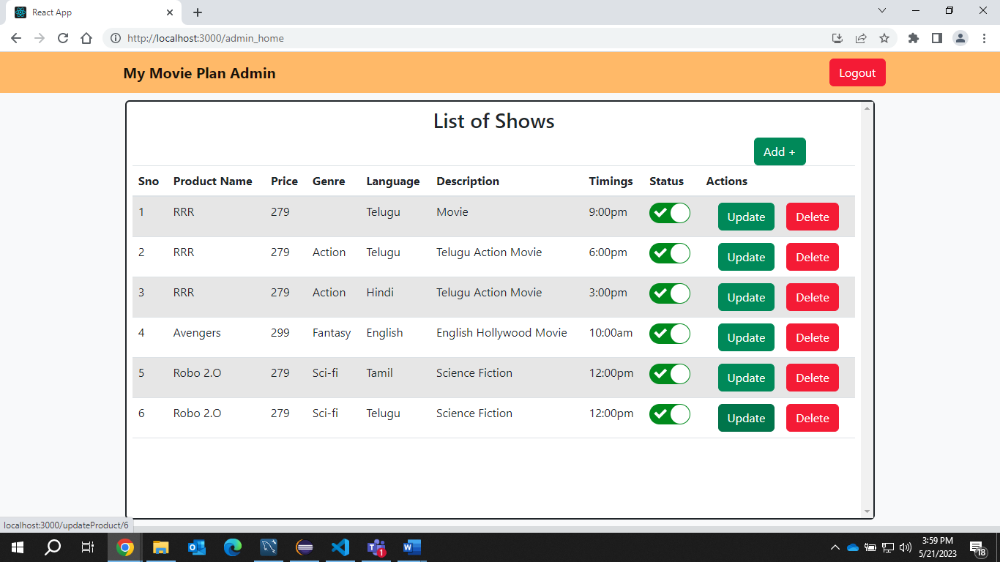 React App
http://localhost:3000/admin_home
My Movie Plan Admin Logout
List of Shows
Add +
Sno Product Name Price Genre Language Description Timings Status Actions
1 RRR 279 Telugu Movie 9:00pm Update Delete
2 RRR 279 Action Telugu Telugu Action Movie 6:00pm Update Delete
3 RRR 279 Action Hindi Telugu Action Movie 3:00pm Update Delete
4 Avengers 299 Fantasy English English Hollywood Movie 10:00am Update Delete
5 Robo 2.O 279 Sci-fi Tamil Science Fiction 12:00pm Update Delete
6 Robo 2.O 279 Sci-fi Telugu Science Fiction 12:00pm Update Delete
localhost:3000/updateProduct/6
1
3:59 PM
5/21/2023
18